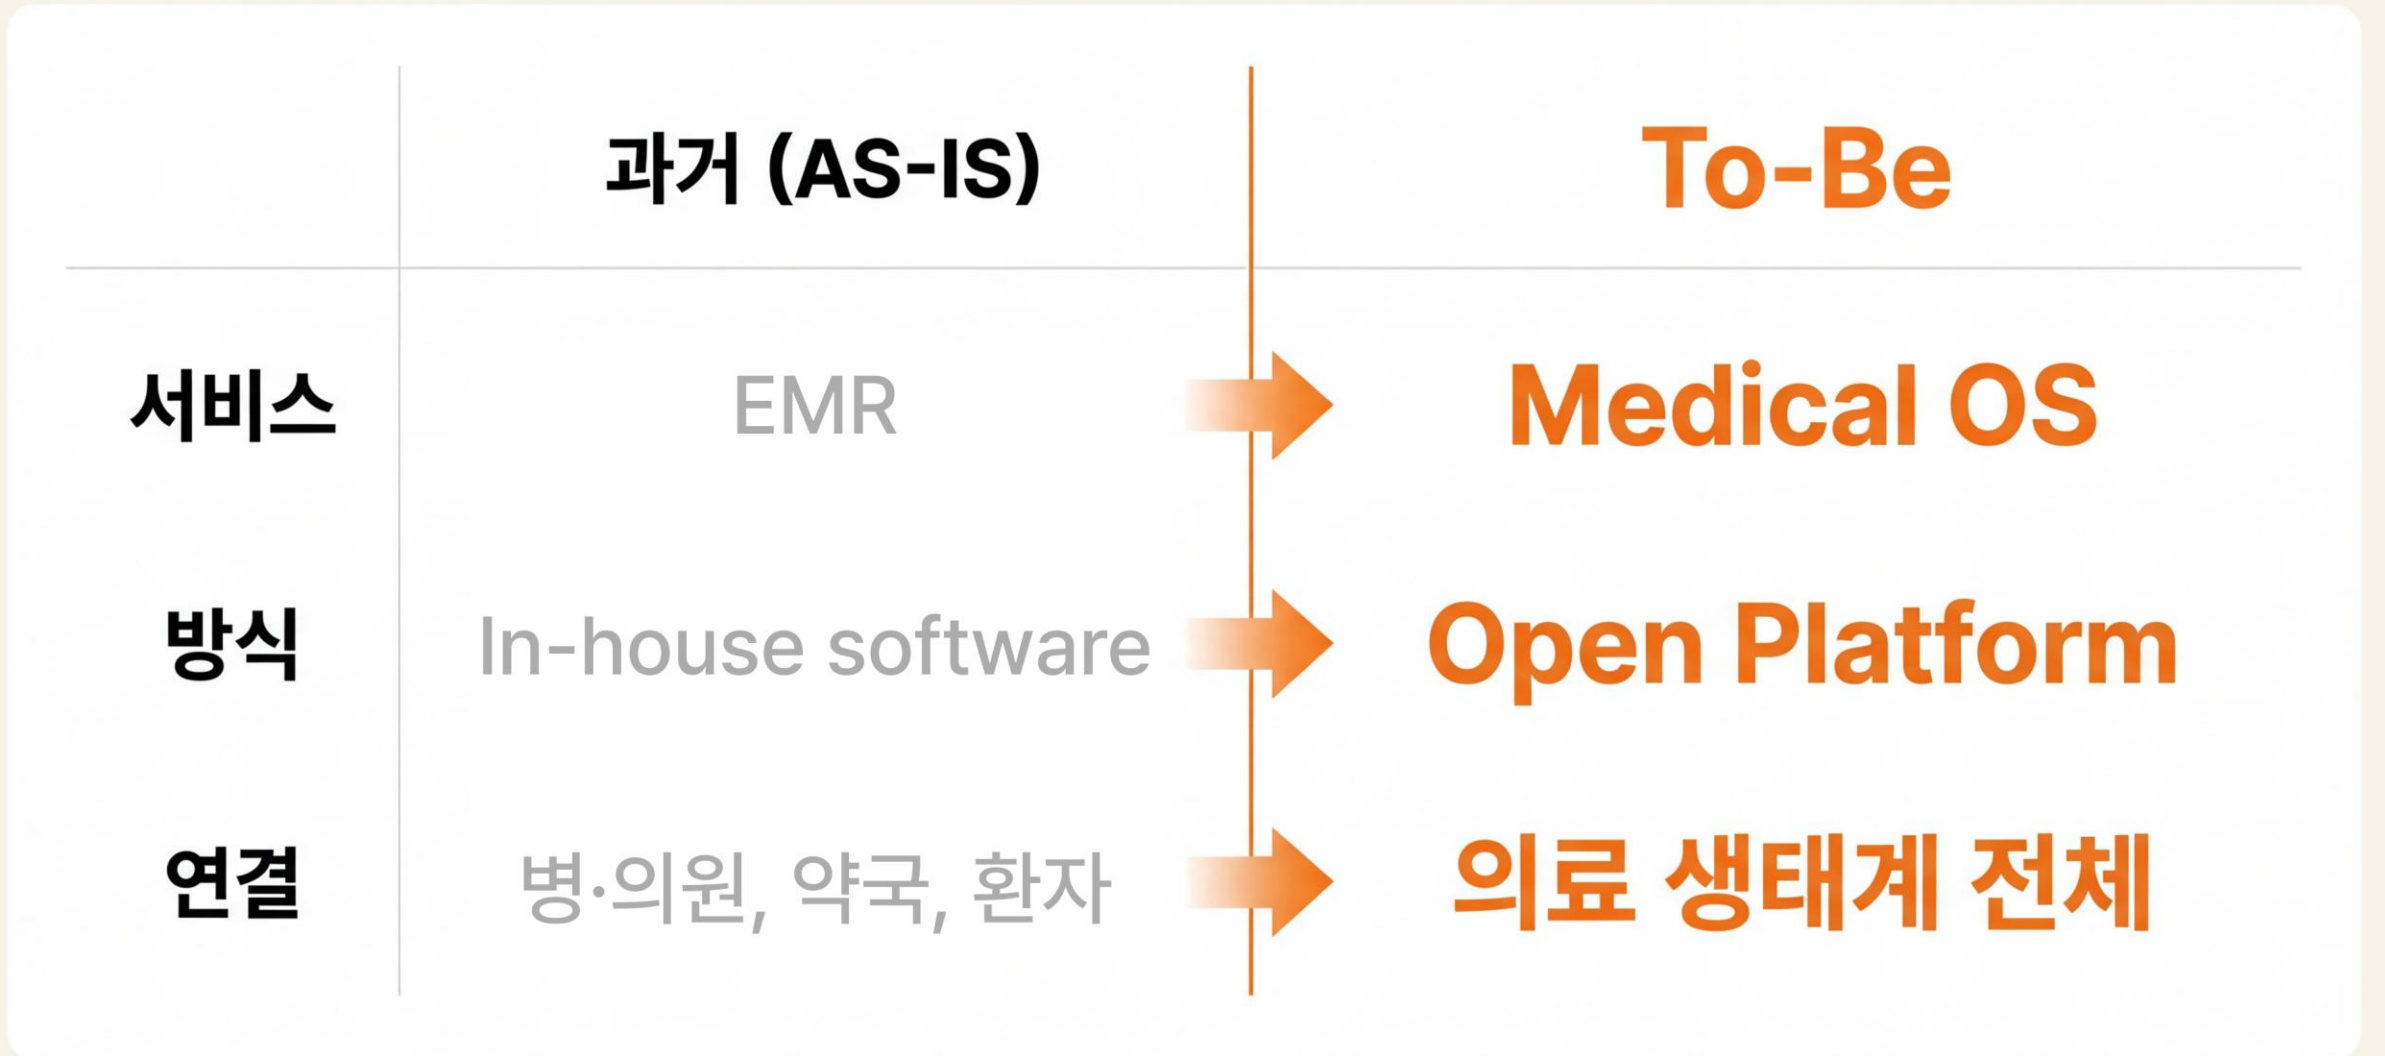 과거 (AS-IS) To-Be
서비스 EMR Medical OS
방식 In-house software Open Platform
연결 병·의원, 약국, 환자 의료 생태계 전체